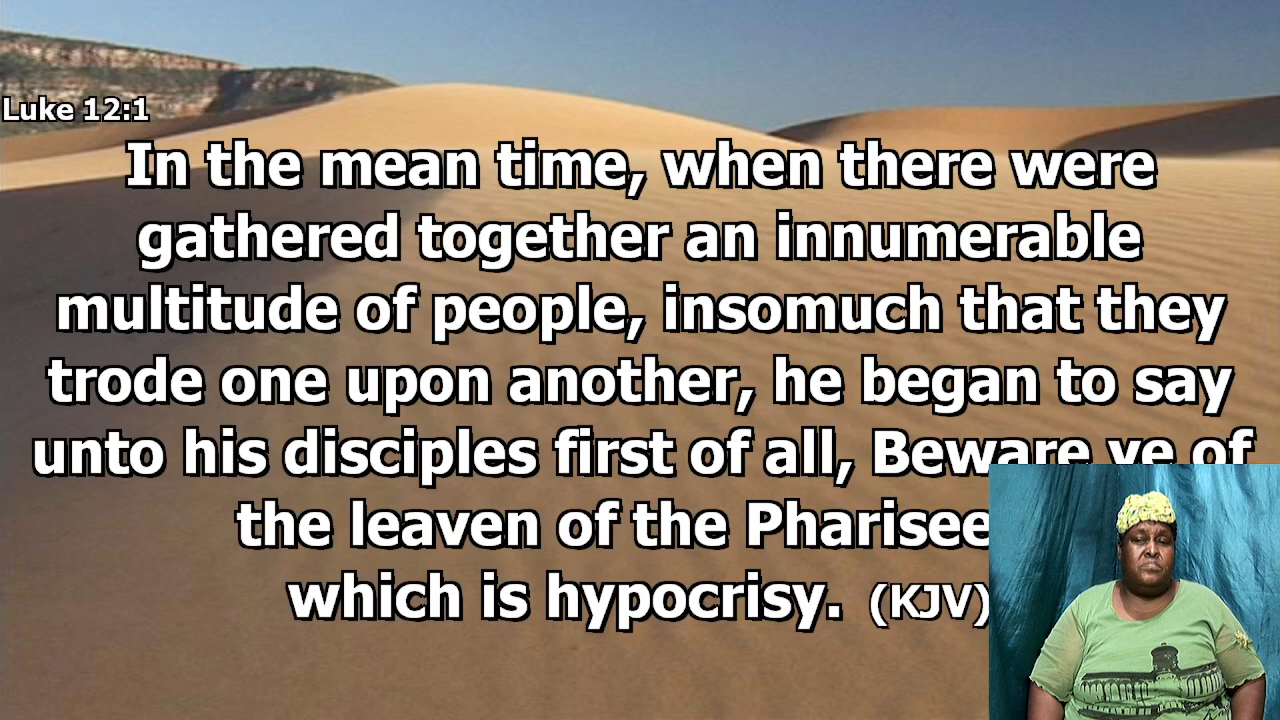 Luke 12:1
In the mean time, when there were
gathered together an innumerable
multitude of people, insomuch that they
trode one upon another, he began to say
unto his disciples first of all, Beware ye of
the leaven of the Pharisee
which is hypocrisy. (KJV)